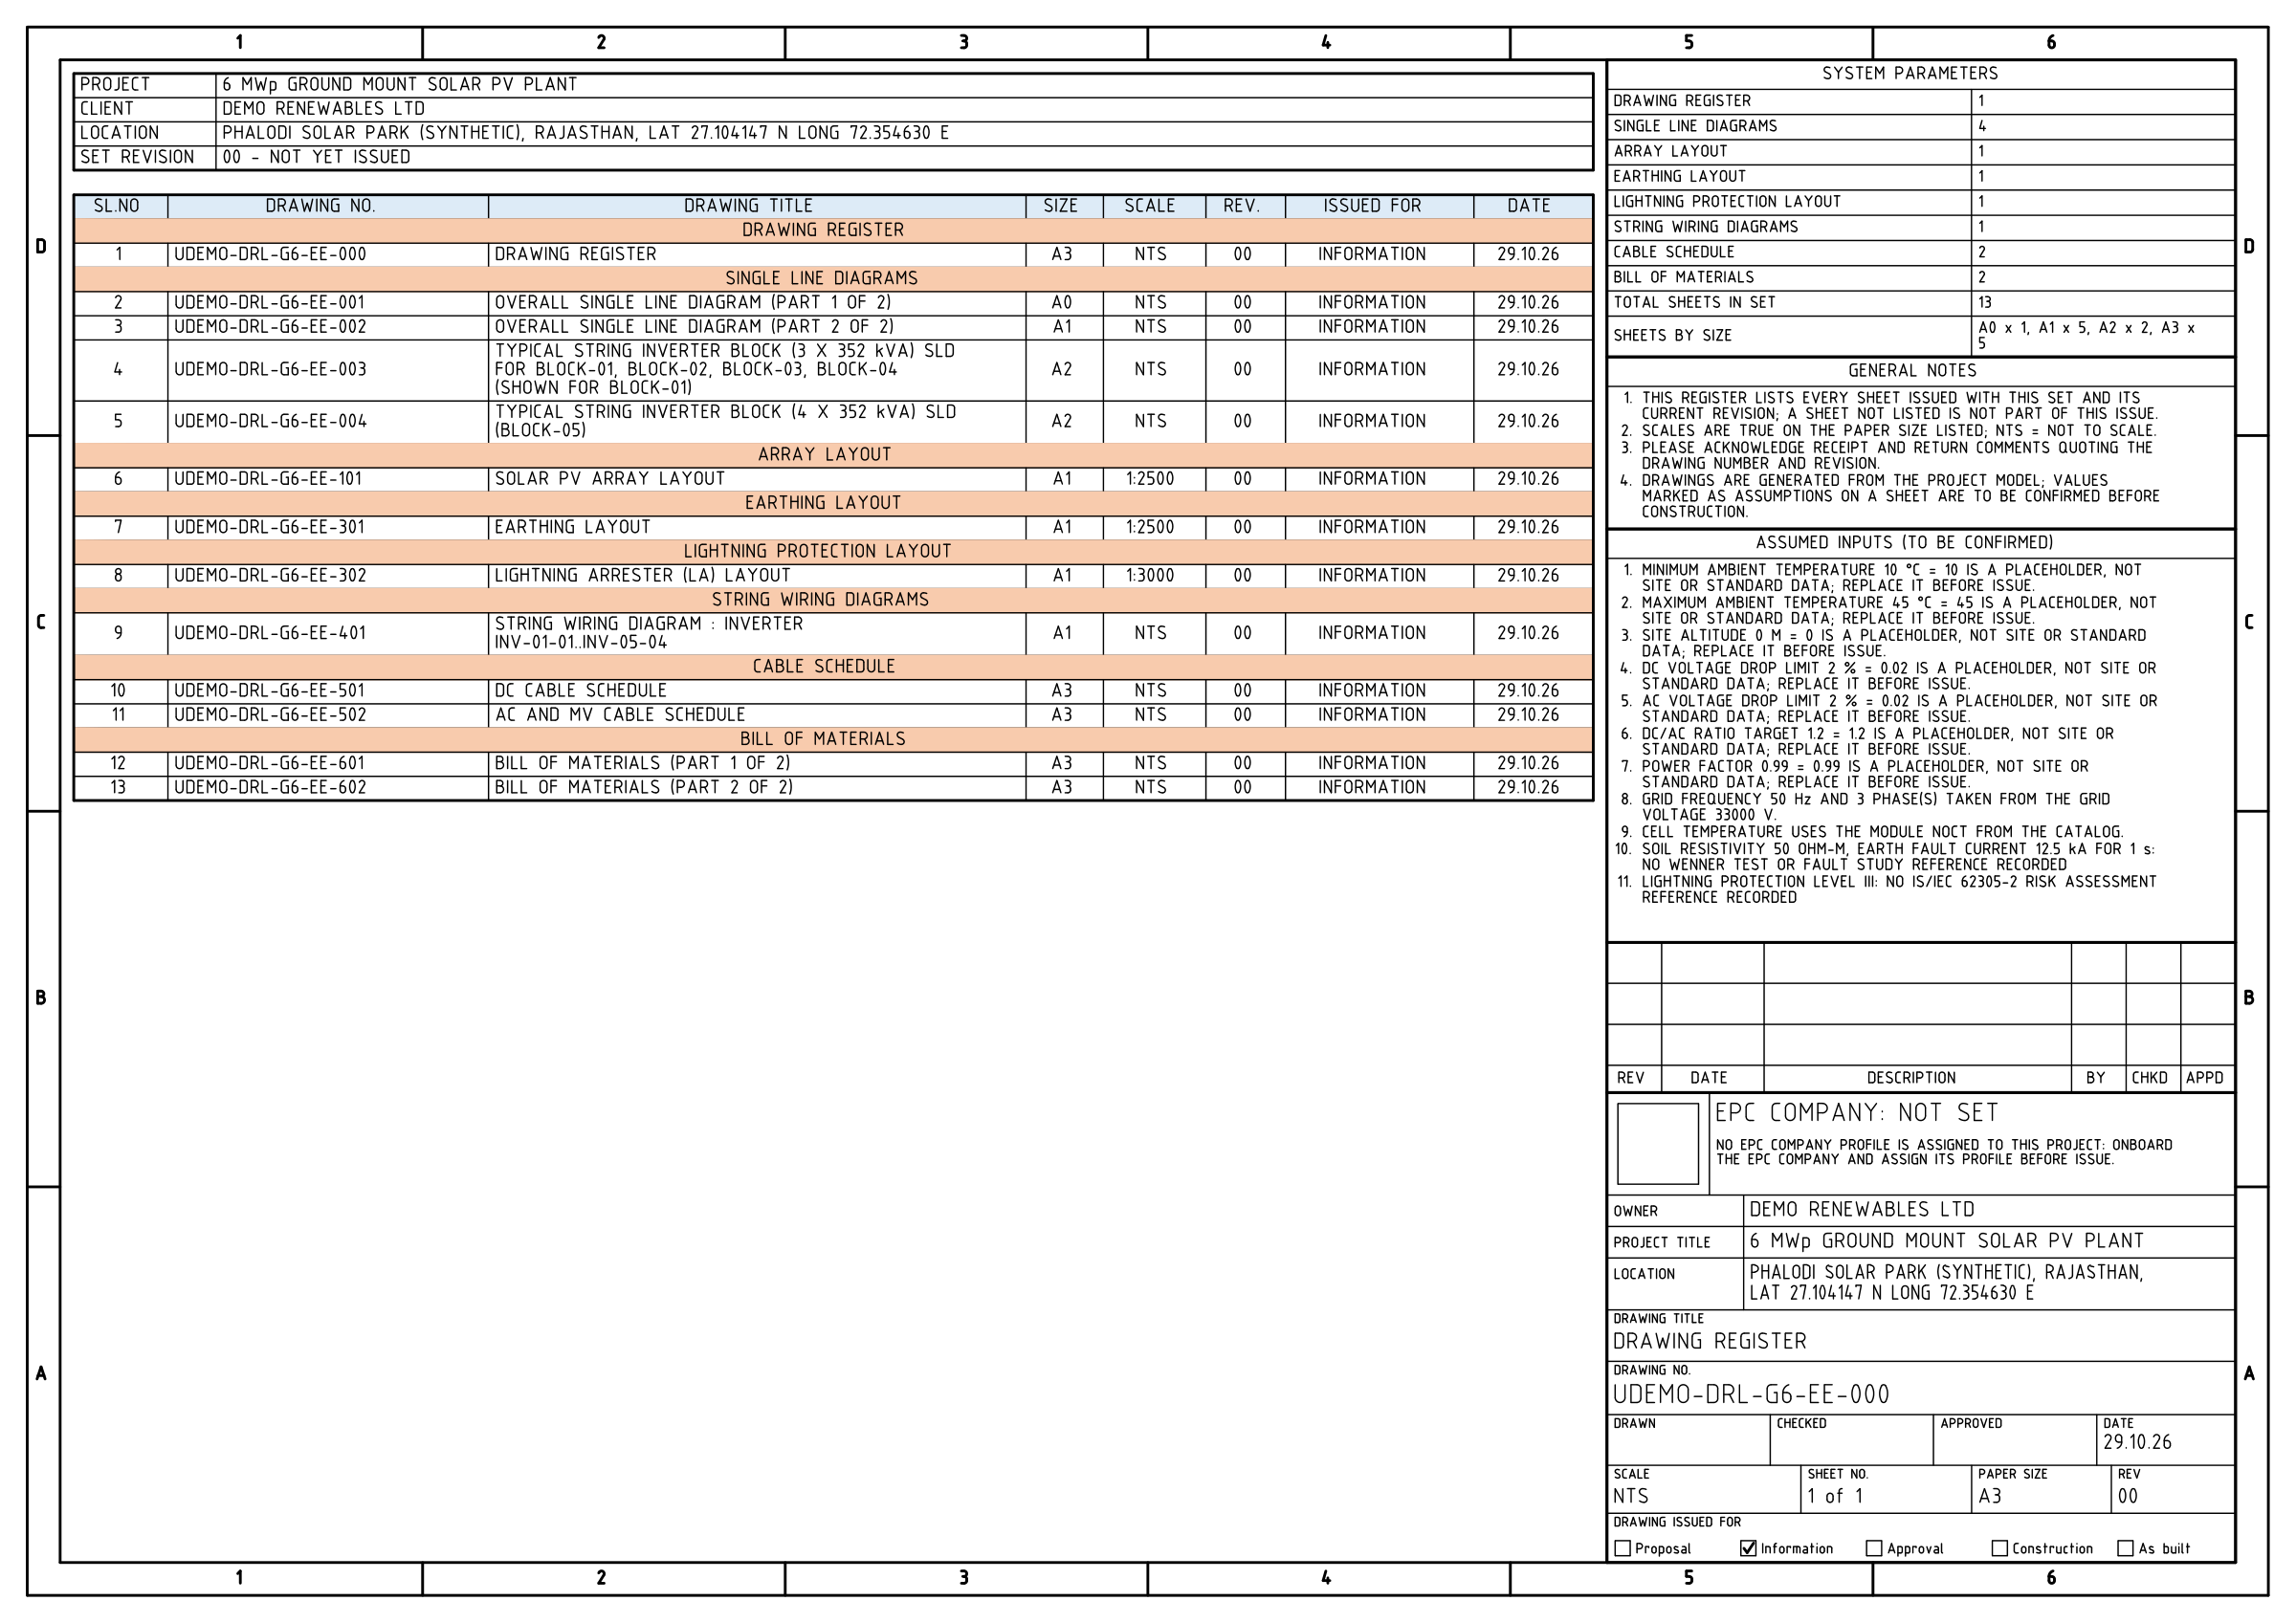 1 2 3 4 5 6
PROJECT 6 MWp GROUND MOUNT SOLAR PV PLANT
CLIENT DEMO RENEWABLES LTD
LOCATION PHALODI SOLAR PARK (SYNTHETIC), RAJASTHAN, LAT 27.104147 N LONG 72.354630 E
SET REVISION 00 - NOT YET ISSUED
SL.NO DRAWING NO. DRAWING TITLE SIZE SCALE REV. ISSUED FOR DATE
DRAWING REGISTER
1 UDEMO-DRL-G6-EE-000 DRAWING REGISTER A3 NTS 00 INFORMATION 29.10.26
SINGLE LINE DIAGRAMS
2 UDEMO-DRL-G6-EE-001 OVERALL SINGLE LINE DIAGRAM (PART 1 OF 2) A0 NTS 00 INFORMATION 29.10.26
3 UDEMO-DRL-G6-EE-002 OVERALL SINGLE LINE DIAGRAM (PART 2 OF 2) A1 NTS 00 INFORMATION 29.10.26
TYPICAL STRING INVERTER BLOCK (3 X 352 kVA) SLD
4 UDEMO-DRL-G6-EE-003 FOR BLOCK-01, BLOCK-02, BLOCK-03, BLOCK-04 A2 NTS 00 INFORMATION 29.10.26
(SHOWN FOR BLOCK-01)
TYPICAL STRING INVERTER BLOCK (4 X 352 kVA) SLD
5 UDEMO-DRL-G6-EE-004 (BLOCK-05) A2 NTS 00 INFORMATION 29.10.26
ARRAY LAYOUT
6 UDEMO-DRL-G6-EE-101 SOLAR PV ARRAY LAYOUT A1 1:2500 00 INFORMATION 29.10.26
EARTHING LAYOUT
7 UDEMO-DRL-G6-EE-301 EARTHING LAYOUT A1 1:2500 00 INFORMATION 29.10.26
LIGHTNING PROTECTION LAYOUT
8 UDEMO-DRL-G6-EE-302 LIGHTNING ARRESTER (LA) LAYOUT A1 1:3000 00 INFORMATION 29.10.26
STRING WIRING DIAGRAMS
9 UDEMO-DRL-G6-EE-401 STRING WIRING DIAGRAM : INVERTER A1 NTS 00 INFORMATION 29.10.26
INV-01-01..INV-05-04
CABLE SCHEDULE
10 UDEMO-DRL-G6-EE-501 DC CABLE SCHEDULE A3 NTS 00 INFORMATION 29.10.26
11 UDEMO-DRL-G6-EE-502 AC AND MV CABLE SCHEDULE A3 NTS 00 INFORMATION 29.10.26
BILL OF MATERIALS
12 UDEMO-DRL-G6-EE-601 BILL OF MATERIALS (PART 1 OF 2) A3 NTS 00 INFORMATION 29.10.26
13 UDEMO-DRL-G6-EE-602 BILL OF MATERIALS (PART 2 OF 2) A3 NTS 00 INFORMATION 29.10.26
SYSTEM PARAMETERS
DRAWING REGISTER 1
SINGLE LINE DIAGRAMS 4
ARRAY LAYOUT 1
EARTHING LAYOUT 1
LIGHTNING PROTECTION LAYOUT 1
STRING WIRING DIAGRAMS 1
CABLE SCHEDULE 2
BILL OF MATERIALS 2
TOTAL SHEETS IN SET 13
SHEETS BY SIZE A0 x 1, A1 x 5, A2 x 2, A3 x
5
GENERAL NOTES
1. THIS REGISTER LISTS EVERY SHEET ISSUED WITH THIS SET AND ITS
CURRENT REVISION; A SHEET NOT LISTED IS NOT PART OF THIS ISSUE.
2. SCALES ARE TRUE ON THE PAPER SIZE LISTED; NTS = NOT TO SCALE.
3. PLEASE ACKNOWLEDGE RECEIPT AND RETURN COMMENTS QUOTING THE
DRAWING NUMBER AND REVISION.
4. DRAWINGS ARE GENERATED FROM THE PROJECT MODEL; VALUES
MARKED AS ASSUMPTIONS ON A SHEET ARE TO BE CONFIRMED BEFORE
CONSTRUCTION.
ASSUMED INPUTS (TO BE CONFIRMED)
1. MINIMUM AMBIENT TEMPERATURE 10 °C = 10 IS A PLACEHOLDER, NOT
SITE OR STANDARD DATA; REPLACE IT BEFORE ISSUE.
2. MAXIMUM AMBIENT TEMPERATURE 45 °C = 45 IS A PLACEHOLDER, NOT
SITE OR STANDARD DATA; REPLACE IT BEFORE ISSUE.
3. SITE ALTITUDE 0 M = 0 IS A PLACEHOLDER, NOT SITE OR STANDARD
DATA; REPLACE IT BEFORE ISSUE.
4. DC VOLTAGE DROP LIMIT 2 % = 0.02 IS A PLACEHOLDER, NOT SITE OR
STANDARD DATA; REPLACE IT BEFORE ISSUE.
5. AC VOLTAGE DROP LIMIT 2 % = 0.02 IS A PLACEHOLDER, NOT SITE OR
STANDARD DATA; REPLACE IT BEFORE ISSUE.
6. DC/AC RATIO TARGET 1.2 = 1.2 IS A PLACEHOLDER, NOT SITE OR
STANDARD DATA; REPLACE IT BEFORE ISSUE.
7. POWER FACTOR 0.99 = 0.99 IS A PLACEHOLDER, NOT SITE OR
STANDARD DATA; REPLACE IT BEFORE ISSUE.
8. GRID FREQUENCY 50 Hz AND 3 PHASE(S) TAKEN FROM THE GRID
VOLTAGE 33000 V.
9. CELL TEMPERATURE USES THE MODULE NOCT FROM THE CATALOG.
10. SOIL RESISTIVITY 50 OHM-M, EARTH FAULT CURRENT 12.5 kA FOR 1 s:
NO WENNER TEST OR FAULT STUDY REFERENCE RECORDED
11. LIGHTNING PROTECTION LEVEL III: NO IS/IEC 62305-2 RISK ASSESSMENT
REFERENCE RECORDED
REV DATE DESCRIPTION BY CHKD APPD
EPC COMPANY: NOT SET
NO EPC COMPANY PROFILE IS ASSIGNED TO THIS PROJECT: ONBOARD
THE EPC COMPANY AND ASSIGN ITS PROFILE BEFORE ISSUE.
OWNER DEMO RENEWABLES LTD
PROJECT TITLE 6 MWp GROUND MOUNT SOLAR PV PLANT
LOCATION PHALODI SOLAR PARK (SYNTHETIC), RAJASTHAN,
LAT 27.104147 N LONG 72.354630 E
DRAWING TITLE
DRAWING REGISTER
DRAWING NO.
UDEMO-DRL-G6-EE-000
DRAWN CHECKED APPROVED DATE
29.10.26
SCALE SHEET NO. PAPER SIZE REV
NTS 1 of 1 A3 00
DRAWING ISSUED FOR
Proposal Information Approval Construction As built
D D
C C
B B
A A
1 2 3 4 5 6